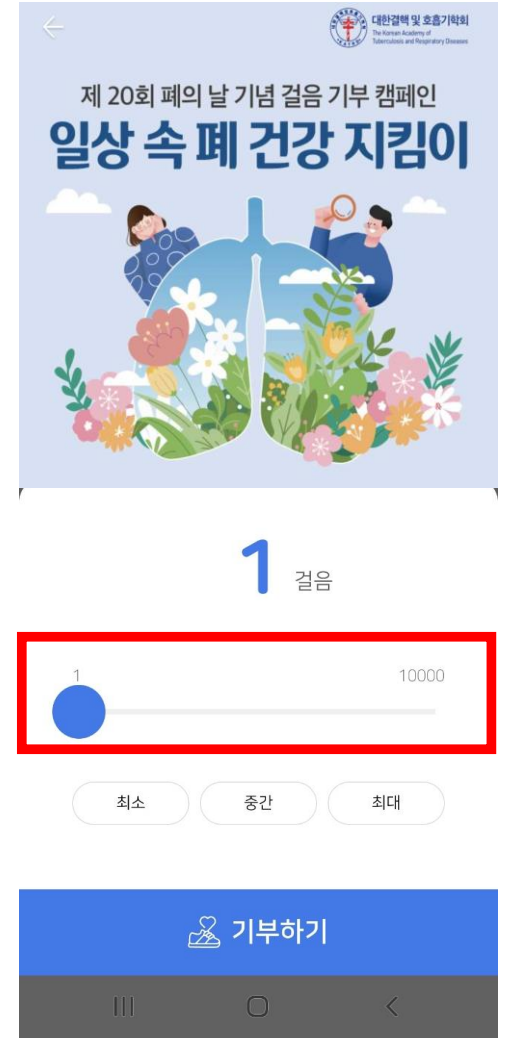 대한결핵 및 호흡기학회
The Korean Academy of
Tuberculosis and Respiratory Diseases
제 20회 폐의 날 기념 걸음 기부 캠페인
일상 속 폐 건강 지킴이
1 걸음
1 10000
최소 중간 최대
기부하기